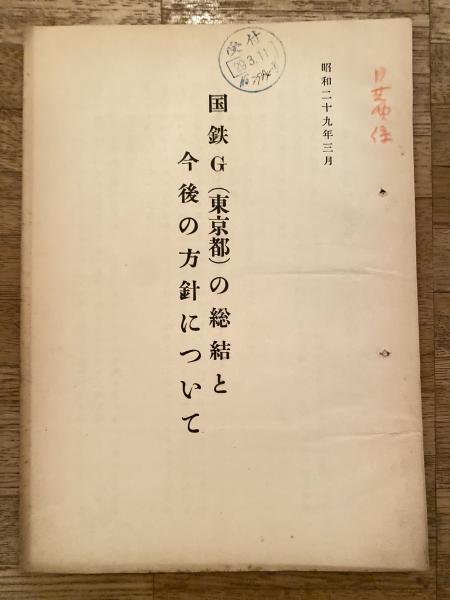 昭和二十九年三月
国鉄G(東京都)の総結と
今後の方針について
受付
29.3.11